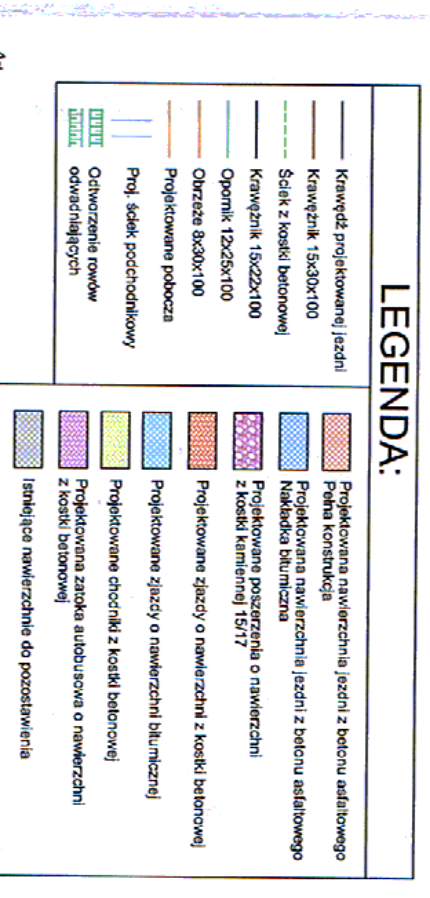 LEGENDA:
Krawędź projektowanej jezdni
Krawężnik 15x30x100
Ściek z kostki betonowej
Krawężnik 15x22x100
Opornik 12x25x100
Obrzeże 8x30x100
Projektowane pobocza
Proj. ściek podchodnikowy
Odtworzenie rowów
odwadniających
Projektowana nawierzchnia jezdni z betonu asfaltowego
Pełna konstrukcja
Projektowana nawierzchnia jezdni z betonu asfaltowego
Nakładka bitumiczna
Projektowane poszerzenia o nawierzchni
z kostki kamiennej 15/17
Projektowane zjazdy o nawierzchni z kostki betonowej
Projektowane zjazdy o nawierzchni bitumicznej
Projektowane chodniki z kostki betonowej
Projektowana zatoka autobusowa o nawierzchni
z kostki betonowej
Istniejące nawierzchnie do pozostawienia